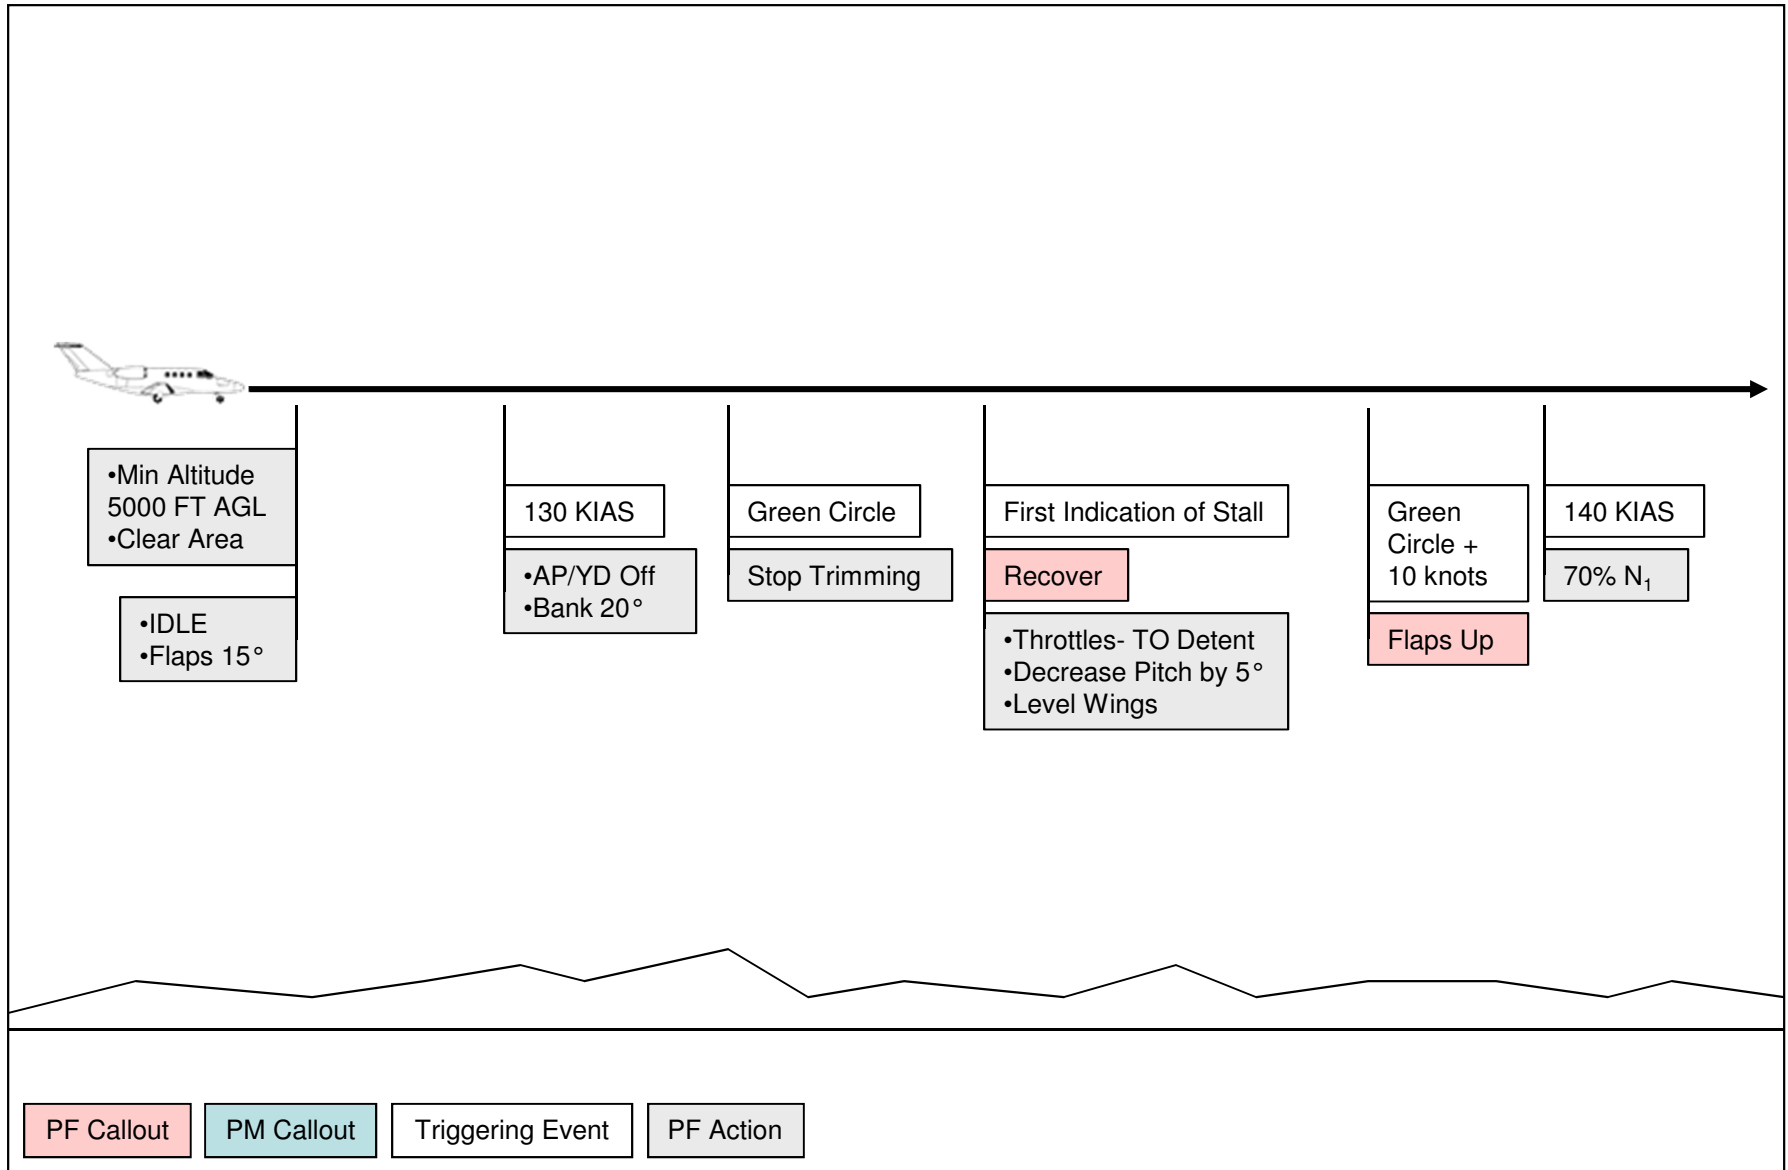 •Min Altitude
5000 FT AGL
•Clear Area
•IDLE
•Flaps 15°
130 KIAS
•AP/YD Off
•Bank 20°
Green Circle
Stop Trimming
First Indication of Stall
Recover
•Throttles- TO Detent
•Decrease Pitch by 5°
•Level Wings
Green
Circle +
10 knots
Flaps Up
140 KIAS
70% N₁
PF Callout
PM Callout
Triggering Event
PF Action